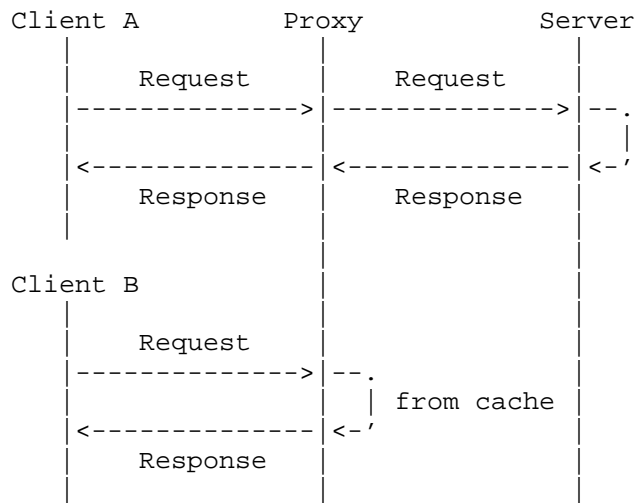 Client A Proxy Server
Request Request
Response Response
Client B
Request
from cache
Response